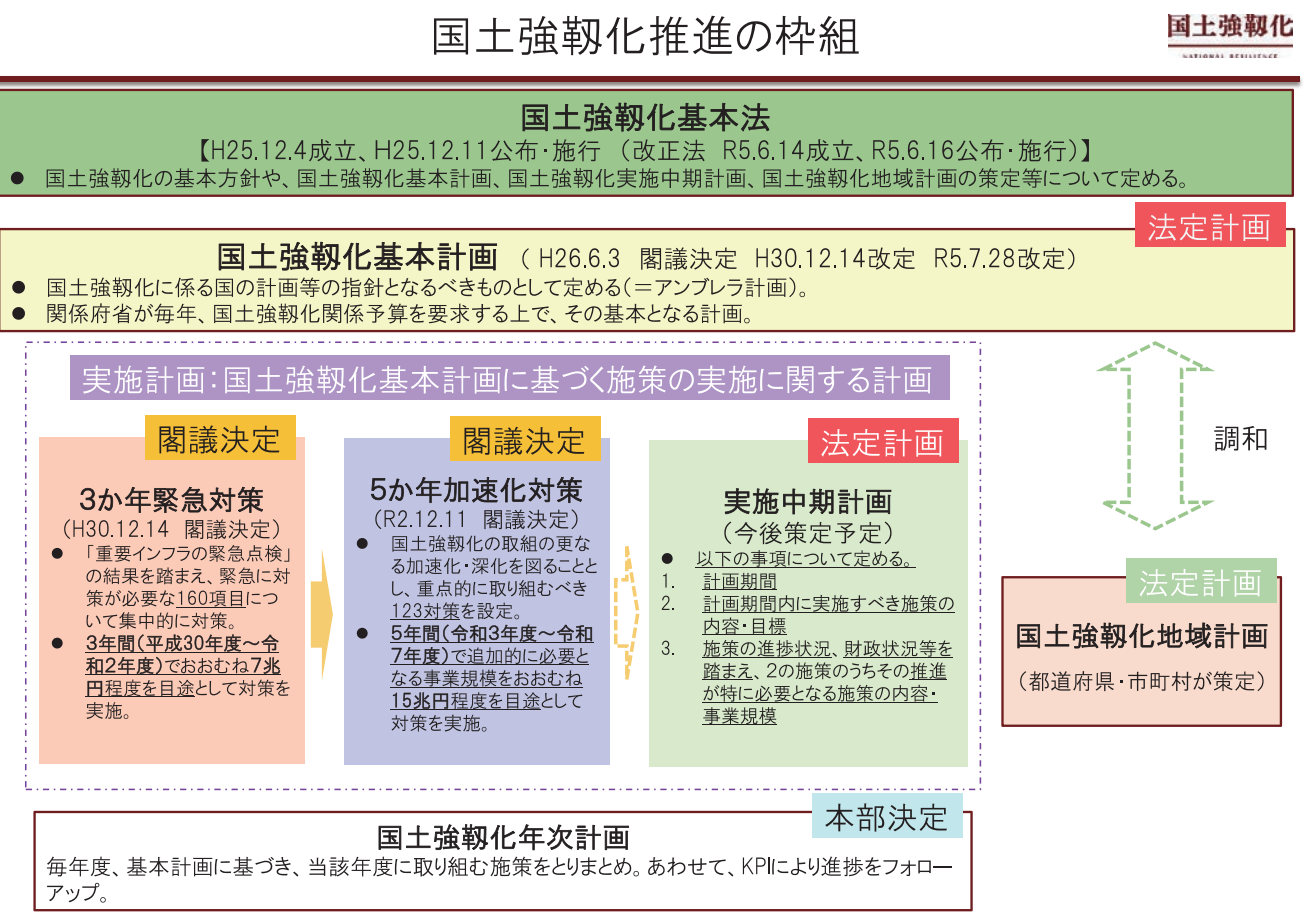 国土強靱化推進の枠組
国土強靱化
NATIONAL RESILIENCE
国土強靱化基本法
【H25.12.4成立、H25.12.11公布・施行 （改正法 R5.6.14成立、R5.6.16公布・施行）】
● 国土強靱化の基本方針や、国土強靱化基本計画、国土強靱化実施中期計画、国土強靱化地域計画の策定等について定める。
法定計画
国土強靱化基本計画 （ H26.6.3 閣議決定 H30.12.14改定 R5.7.28改定）
● 国土強靱化に係る国の計画等の指針となるべきものとして定める（＝アンブレラ計画）。
● 関係府省が毎年、国土強靱化関係予算を要求する上で、その基本となる計画。
実施計画：国土強靱化基本計画に基づく施策の実施に関する計画
閣議決定
3か年緊急対策
（H30.12.14 閣議決定）
● 「重要インフラの緊急点検」
の結果を踏まえ、緊急に対
策が必要な160項目につ
いて集中的に対策。
● 3年間（平成30年度～令
和2年度）でおおむね7兆
円程度を目途として対策を
実施。
閣議決定
5か年加速化対策
（R2.12.11 閣議決定）
● 国土強靱化の取組の更な
る加速化・深化を図ることと
し、重点的に取り組むべき
123対策を設定。
● 5年間（令和3年度～令和
7年度）で追加的に必要と
なる事業規模をおおむね
15兆円程度を目途として
対策を実施。
法定計画
実施中期計画
（今後策定予定）
● 以下の事項について定める。
1. 計画期間
2. 計画期間内に実施すべき施策の
内容・目標
3. 施策の進捗状況、財政状況等を
踏まえ、2の施策のうちその推進
が特に必要となる施策の内容・
事業規模
調和
法定計画
国土強靱化地域計画
（都道府県・市町村が策定）
本部決定
国土強靱化年次計画
毎年度、基本計画に基づき、当該年度に取り組む施策をとりまとめ。あわせて、KPIにより進捗をフォロー
アップ。